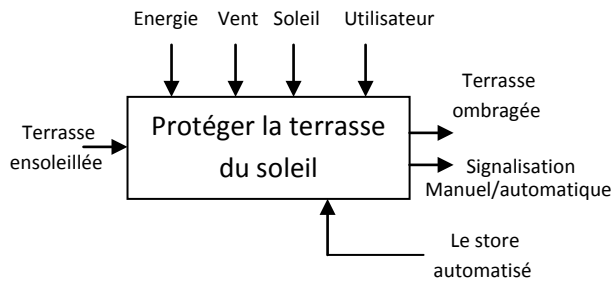 Energie Vent Soleil Utilisateur
Terrasse
ombragée
Protéger la terrasse
du soleil
Terrasse
ensoleillée
Signalisation
Manuel/automatique
Le store
automatisé